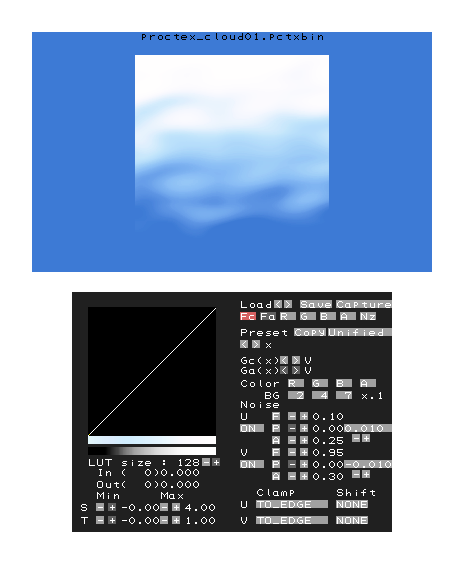 Proctex_cloud01.Pctxbin
Load < > Save Capture
Fc Fa R G B A Nz
Preset Copy Unified
< > x
Gc(x) < > V
Ga(x) < > V
Color R G B A
BG 2 4 7 x.1
Noise
U F - + 0.10
ON P - + 0.00 0.010
A - + 0.25 - +
V F - + 0.95
ON P - + 0.00 -0.010
A - + 0.30 - +
LUT size : 128 - +
In ( 0)0.000
Out( 0)0.000
Min Max
S - + -0.00 - + 4.00
T - + -0.00 - + 1.00
Clamp Shift
U TO_EDGE NONE
V TO_EDGE NONE